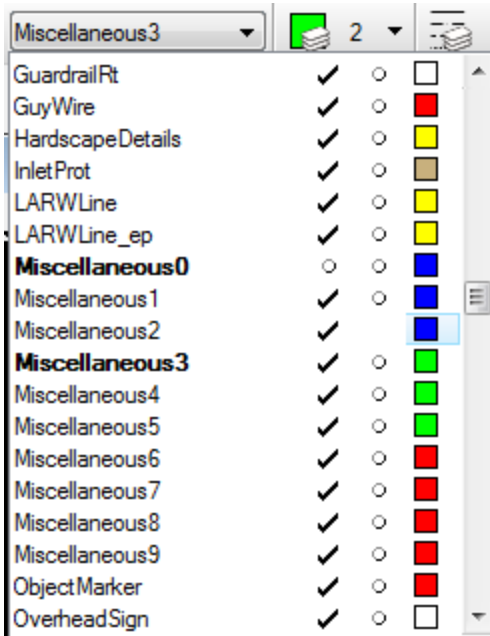 Miscellaneous3 2
GuardrailRt
GuyWire
HardscapeDetails
InletProt
LARWLine
LARWLine_ep
Miscellaneous0
Miscellaneous1
Miscellaneous2
Miscellaneous3
Miscellaneous4
Miscellaneous5
Miscellaneous6
Miscellaneous7
Miscellaneous8
Miscellaneous9
ObjectMarker
OverheadSign